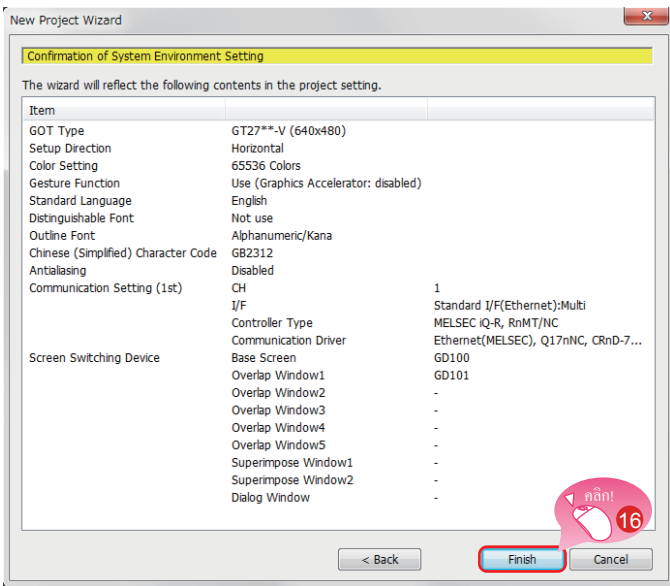 New Project Wizard
Confirmation of System Environment Setting
The wizard will reflect the following contents in the project setting.
Item
GOT Type GT27**-V (640x480)
Setup Direction Horizontal
Color Setting 65536 Colors
Gesture Function Use (Graphics Accelerator: disabled)
Standard Language English
Distinguishable Font Not use
Outline Font Alphanumeric/Kana
Chinese (Simplified) Character Code GB2312
Antialiasing Disabled
Communication Setting (1st) CH 1
I/F Standard I/F(Ethernet):Multi
Controller Type MELSEC iQ-R, RnMT/NC
Communication Driver Ethernet(MELSEC), Q17nNC, CRnD-7...
Screen Switching Device Base Screen GD100
Overlap Window1 GD101
Overlap Window2 -
Overlap Window3 -
Overlap Window4 -
Overlap Window5 -
Superimpose Window1 -
Superimpose Window2 -
Dialog Window -
คลิก!
16
< Back Finish Cancel